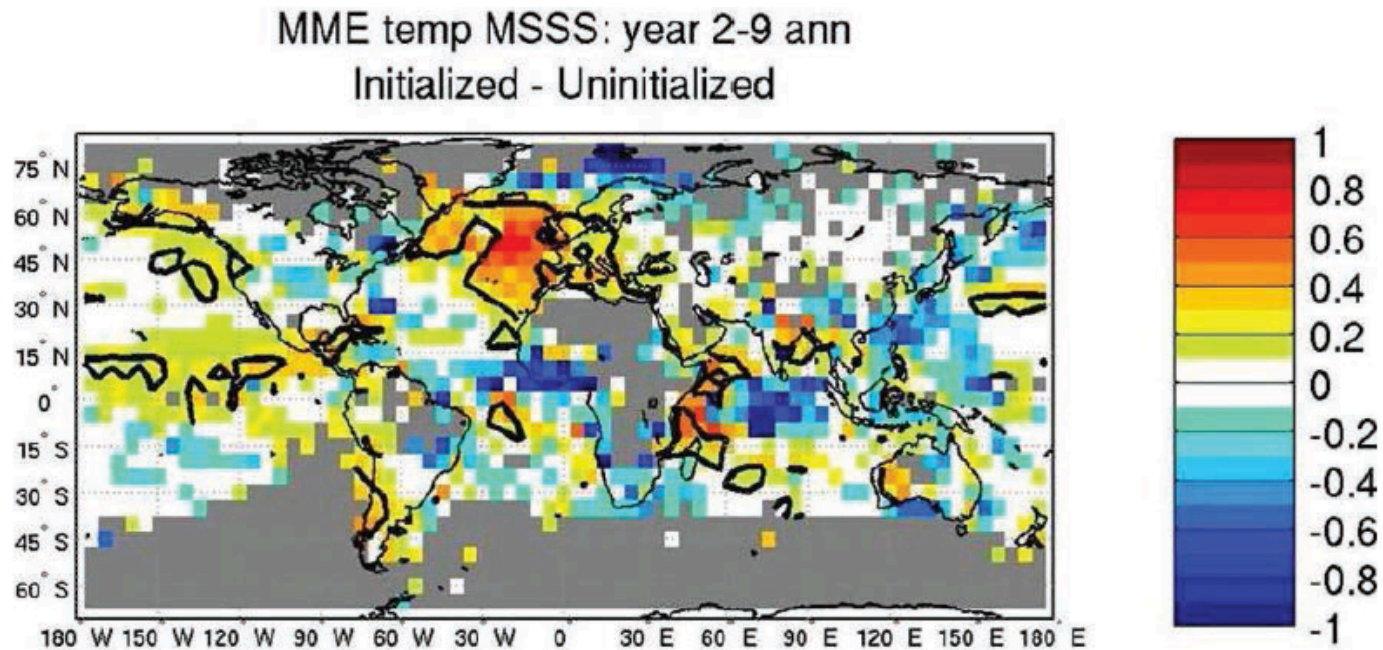 MME temp MSSS: year 2-9 ann
Initialized - Uninitialized
75° N
60° N
45° N
30° N
15° N
0°
15° S
30° S
45° S
60° S
180° W 150° W 120° W 90° W 60° W 30° W 0° 30° E 60° E 90° E 120° E 150° E 180° E
1
0.8
0.6
0.4
0.2
0
-0.2
-0.4
-0.6
-0.8
-1